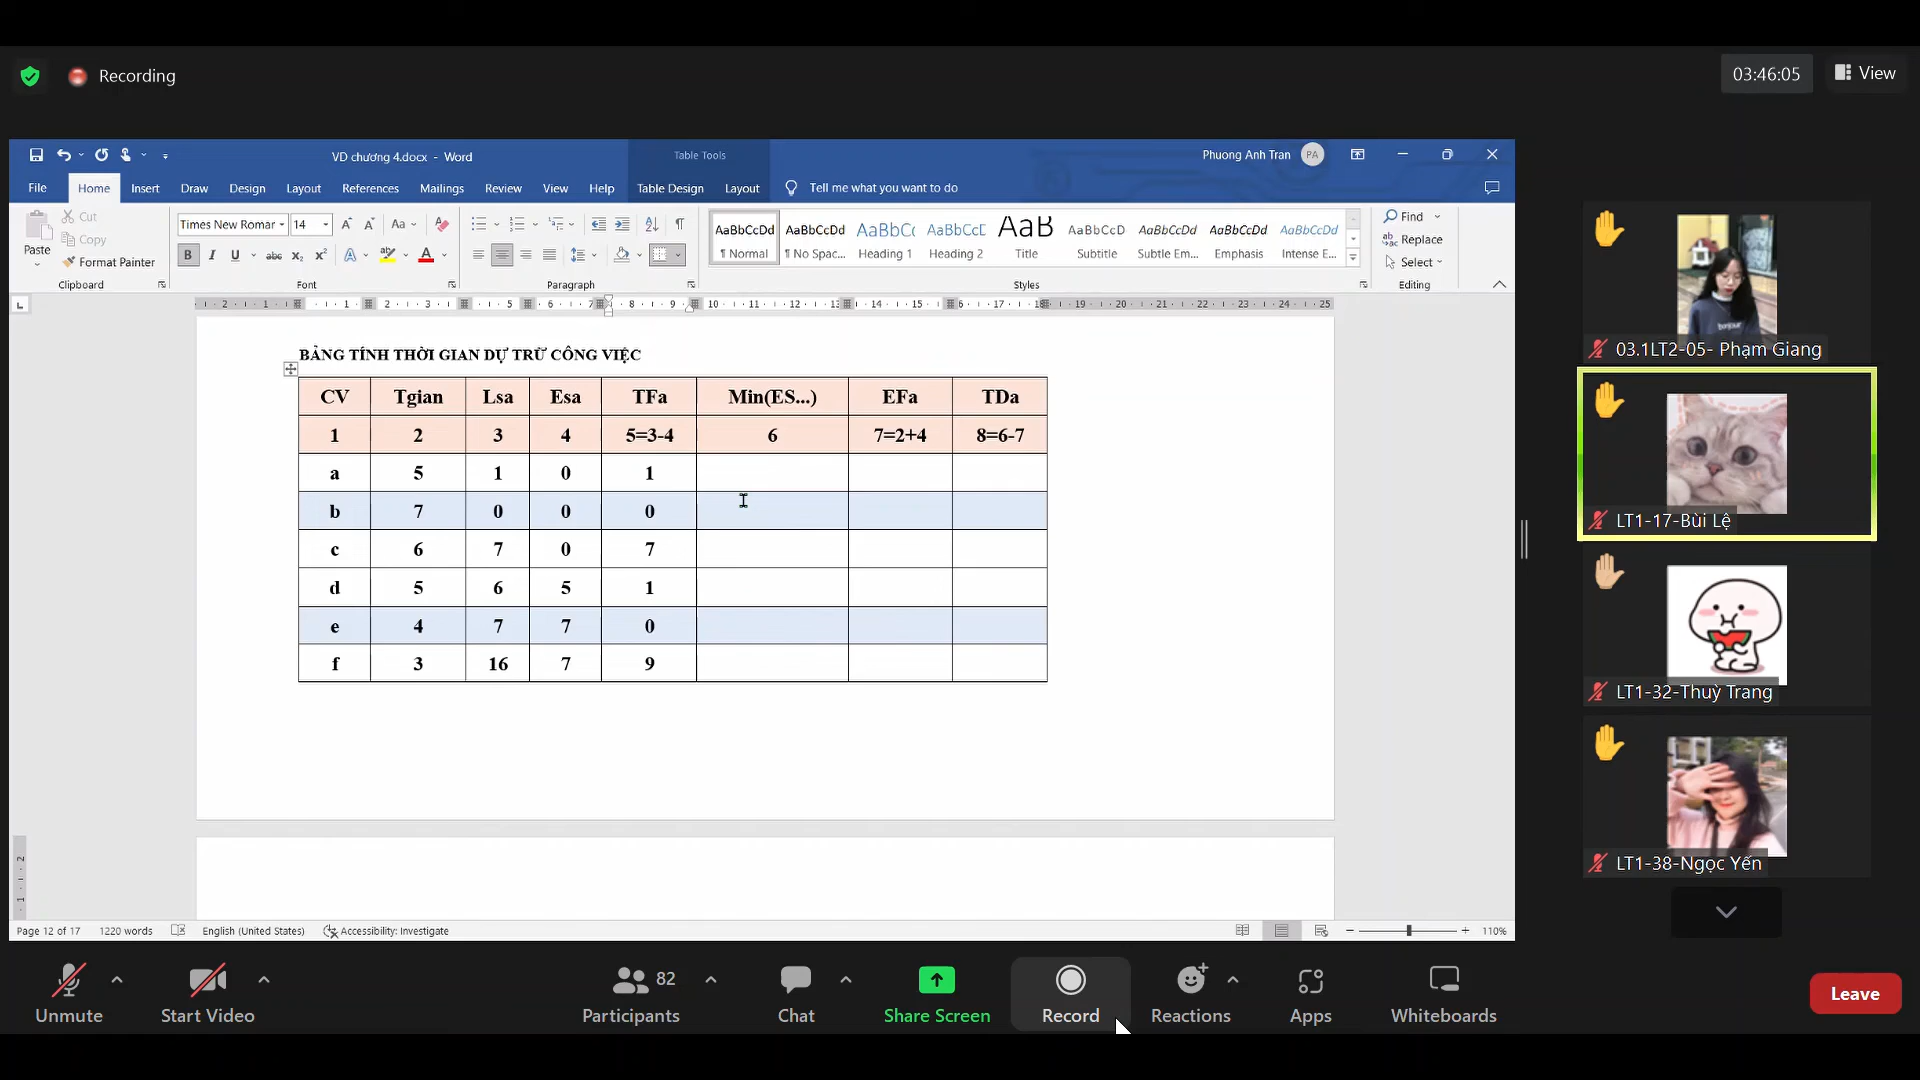 Recording
03:46:05
View
VD chương 4.docx - Word
Table Tools
Phuong Anh Tran
PA
File Home Insert Draw Design Layout References Mailings Review View Help Table Design Layout Tell me what you want to do
Paste
Cut
Copy
Format Painter
Clipboard
Times New Roman 14
Font
Paragraph
AaBbCcDd AaBbCcDd AaBbCc AaBbCcE AaB AaBbCcD AaBbCcDd AaBbCcDd AaBbCcDd
¶ Normal ¶ No Spac... Heading 1 Heading 2 Title Subtitle Subtle Em... Emphasis Intense E...
Styles
Find
Replace
Select
Editing
BẢNG TÍNH THỜI GIAN DỰ TRỮ CÔNG VIỆC
CV Tgian Lsa Esa TFa Min(ES...) EFa TDa
1 2 3 4 5=3-4 6 7=2+4 8=6-7
a 5 1 0 1
b 7 0 0 0
c 6 7 0 7
d 5 6 5 1
e 4 7 7 0
f 3 16 7 9
Page 12 of 17 1220 words English (United States) Accessibility: Investigate 110%
03.1LT2-05- Phạm Giang
LT1-17-Bùi Lệ
LT1-32-Thuỳ Trang
LT1-38-Ngọc Yến
Unmute Start Video Participants 82 Chat Share Screen Record Reactions Apps Whiteboards Leave